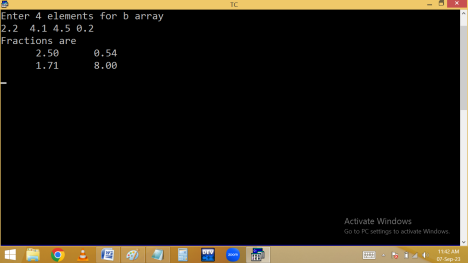 TC
Enter 4 elements for b array
2.2  4.1 4.5 0.2
Fractions are
2.50      0.54
1.71      8.00
Activate Windows
Go to PC settings to activate Windows.
11:43 AM
07-Sep-23